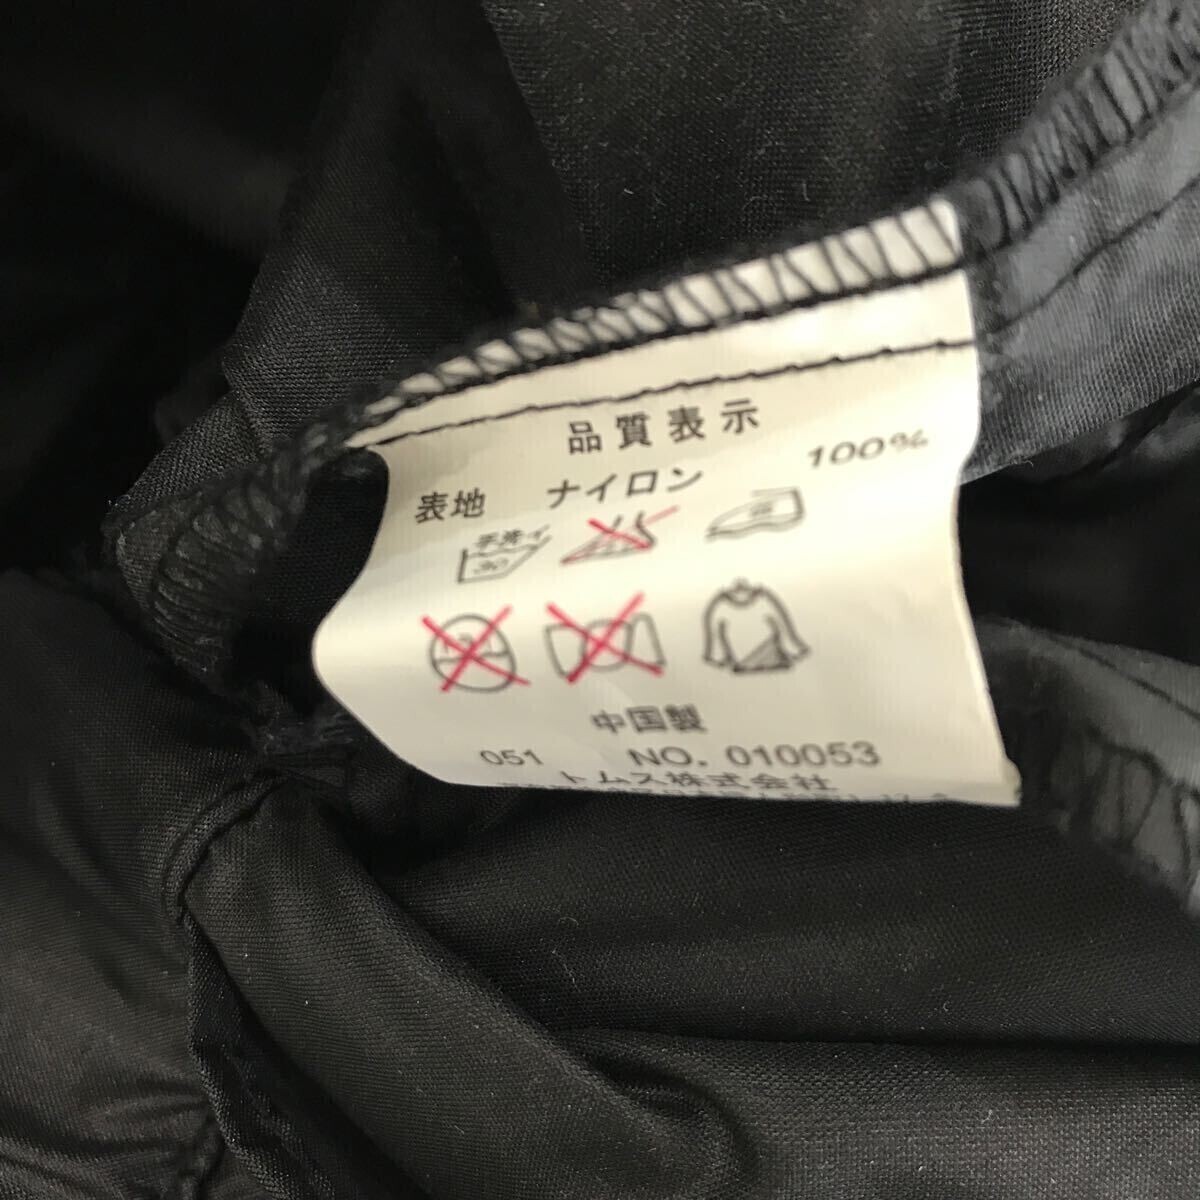 品質表示
表地 ナイロン 100%
手洗イ
30
中国製
051 NO. 010053
トムス株式会社